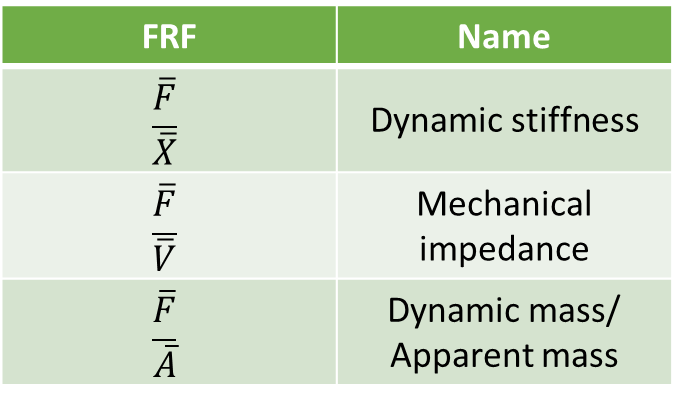 FRF Name
F̄
X̄
Dynamic stiffness
F̄
V̄
Mechanical
impedance
F̄
Ā
Dynamic mass/
Apparent mass